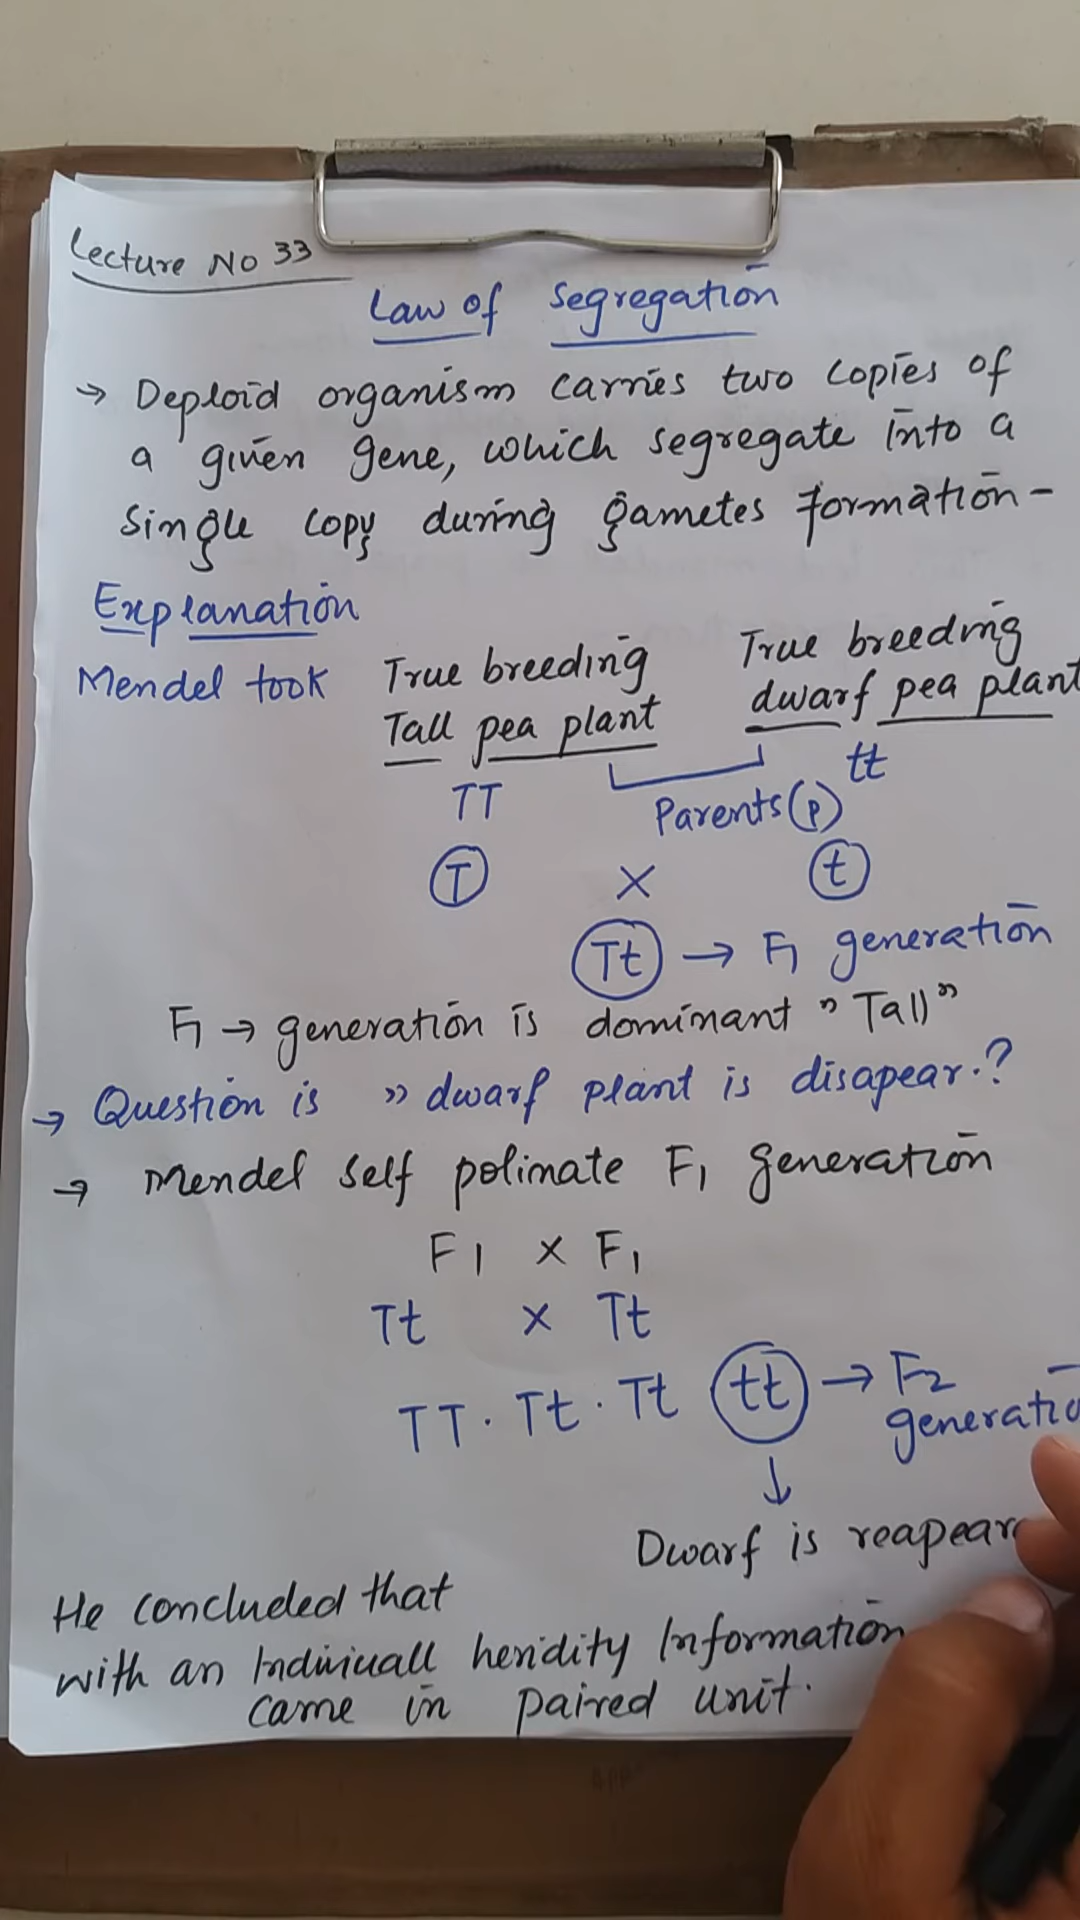 Lecture No 33
Law of Segregation
→ Deploid organism carries two copies of
a given gene, which segregate into a
single copy during gametes formation-
Explanation
Mendel took True breeding Tall pea plant
True breeding dwarf pea plant
TT tt
Parents (p)
T × t
Tt → F1 generation
F1 → generation is dominant "Tall"
→ Question is " dwarf plant is disapear.?
→ Mendel self polinate F1 generation
F1 × F1
Tt × Tt
TT . Tt . Tt tt → F2
generatio
↓
Dwarf is reapear
He concluded that
with an Indiviuall heridity Information
came in paired unit.